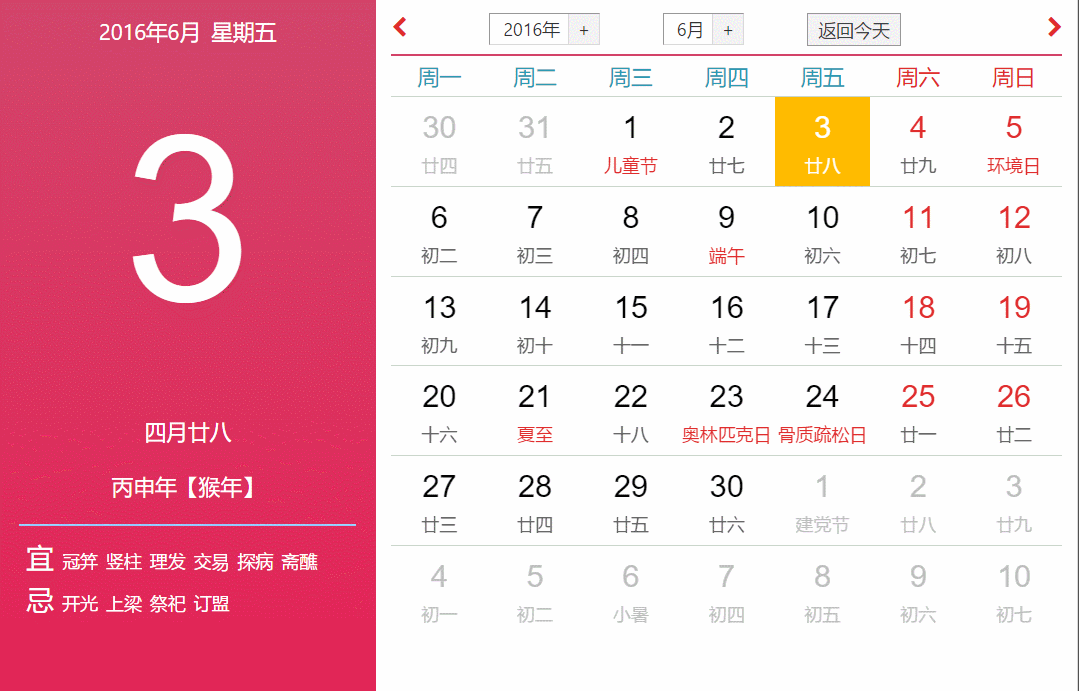 2016年6月 星期五
3
四月廿八
丙申年【猴年】
宜 冠笄 竖柱 理发 交易 探病 斋醮
忌 开光 上梁 祭祀 订盟
2016年 + 6月 + 返回今天
周一 周二 周三 周四 周五 周六 周日
30 31 1 2 3 4 5
廿四 廿五 儿童节 廿七 廿八 廿九 环境日
6 7 8 9 10 11 12
初二 初三 初四 端午 初六 初七 初八
13 14 15 16 17 18 19
初九 初十 十一 十二 十三 十四 十五
20 21 22 23 24 25 26
十六 夏至 十八 奥林匹克日 骨质疏松日 廿一 廿二
27 28 29 30 1 2 3
廿三 廿四 廿五 廿六 建党节 廿八 廿九
4 5 6 7 8 9 10
初一 初二 小暑 初四 初五 初六 初七